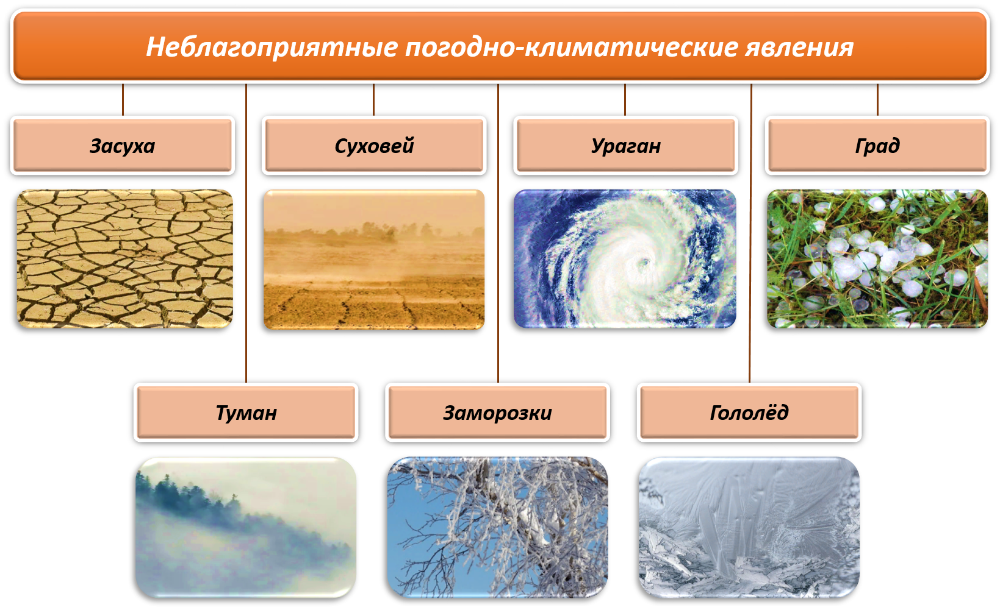 Неблагоприятные погодно-климатические явления
Засуха
Суховей
Ураган
Град
Туман
Заморозки
Гололёд